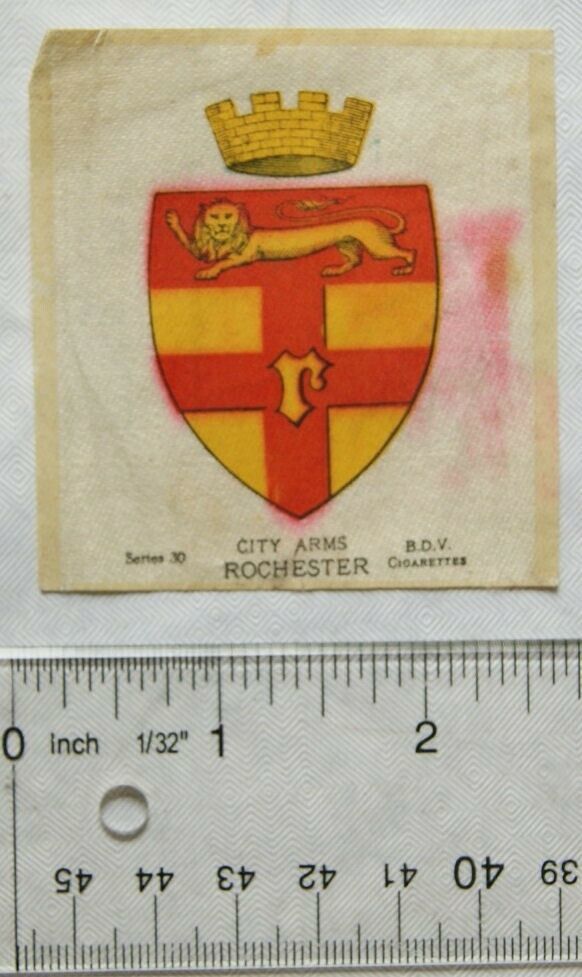 r
Series 30 CITY ARMS B.D.V.
ROCHESTER CIGARETTES
0 inch 1/32" 1 2
45 44 43 42 41 40 39